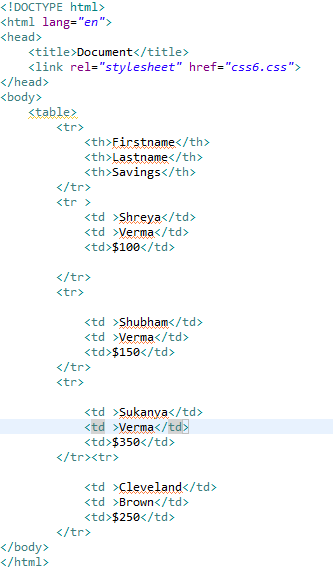 <!DOCTYPE html>
<html lang="en">
<head>
    <title>Document</title>
    <link rel="stylesheet" href="css6.css">
</head>
<body>
    <table>
        <tr>
            <th>Firstname</th>
            <th>Lastname</th>
            <th>Savings</th>
        </tr>
        <tr >
            <td >Shreya</td>
            <td >Verma</td>
            <td>$100</td>

        </tr>
        <tr>

            <td >Shubham</td>
            <td >Verma</td>
            <td>$150</td>
        </tr>
        <tr>

            <td >Sukanya</td>
            <td >Verma</td>
            <td>$350</td>
        </tr><tr>

            <td >Cleveland</td>
            <td >Brown</td>
            <td>$250</td>
        </tr>
</body>
</html>